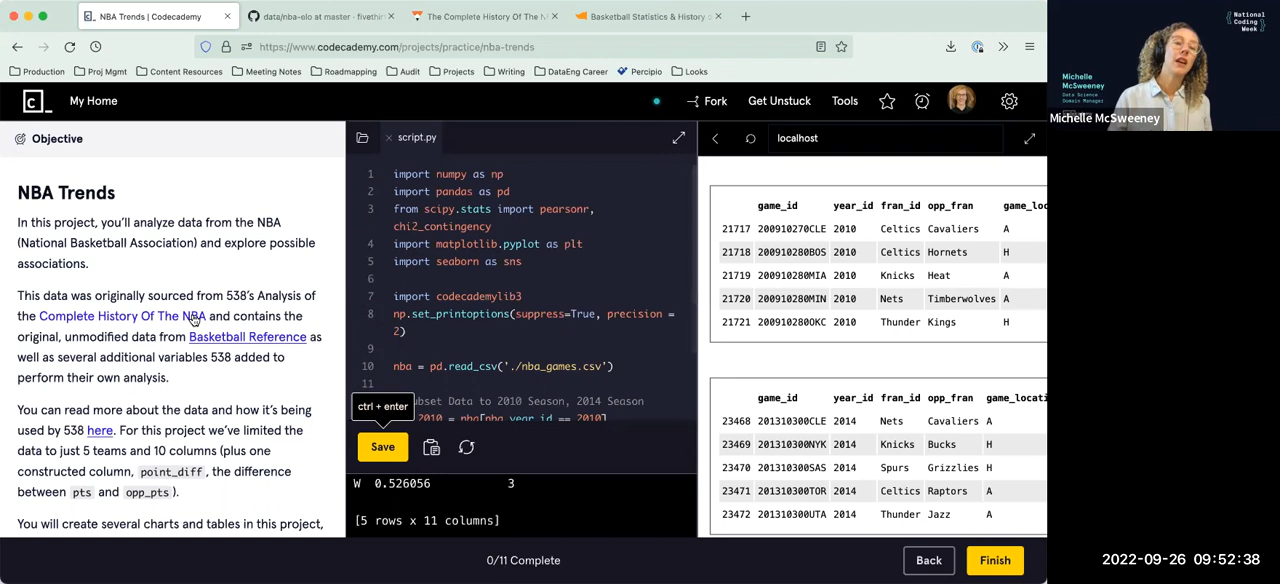 NBA Trends | Codecademy
data/nba-elo at master · fivethi
The Complete History Of The N
Basketball Statistics & History o
https://www.codecademy.com/projects/practice/nba-trends
Production
Proj Mgmt
Content Resources
Meeting Notes
Roadmapping
Audit
Projects
Writing
DataEng Career
Percipio
Looks
c_
My Home
Fork
Get Unstuck
Tools
Objective
NBA Trends
In this project, you’ll analyze data from the NBA
(National Basketball Association) and explore possible
associations.
This data was originally sourced from 538’s Analysis of
the Complete History Of The NBA and contains the
original, unmodified data from Basketball Reference as
well as several additional variables 538 added to
perform their own analysis.
You can read more about the data and how it’s being
used by 538 here. For this project we’ve limited the
data to just 5 teams and 10 columns (plus one
constructed column, point_diff, the difference
between pts and opp_pts).
You will create several charts and tables in this project,
script.py
1 import numpy as np
2 import pandas as pd
3 from scipy.stats import pearsonr,
chi2_contingency
4 import matplotlib.pyplot as plt
5 import seaborn as sns
6
7 import codecademylib3
8 np.set_printoptions(suppress=True, precision =
2)
9
10 nba = pd.read_csv('./nba_games.csv')
11
ubset Data to 2010 Season, 2014 Season
2010 = nba[nba.year_id == 2010]
ctrl + enter
Save
W 0.526056 3
[5 rows x 11 columns]
localhost
game_id year_id fran_id opp_fran game_loc
21717 200910270CLE 2010 Celtics Cavaliers A
21718 200910280BOS 2010 Celtics Hornets H
21719 200910280MIA 2010 Knicks Heat A
21720 200910280MIN 2010 Nets Timberwolves A
21721 200910280OKC 2010 Thunder Kings H
game_id year_id fran_id opp_fran game_locati
23468 201310300CLE 2014 Nets Cavaliers A
23469 201310300NYK 2014 Knicks Bucks H
23470 201310300SAS 2014 Spurs Grizzlies H
23471 201310300TOR 2014 Celtics Raptors A
23472 201310300UTA 2014 Thunder Jazz A
0/11 Complete
Back
Finish
National
Coding
Week
Michelle
McSweeney
Data Science
Domain Manager
Michelle McSweeney
2022-09-26 09:52:38